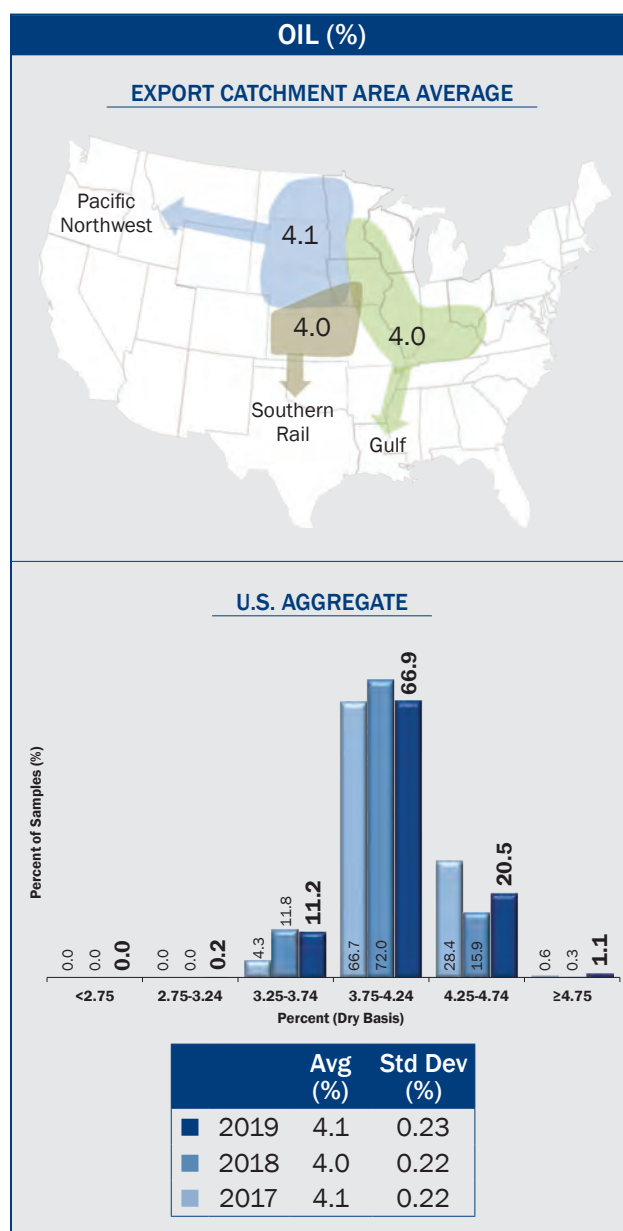 OIL (%)
EXPORT CATCHMENT AREA AVERAGE
Pacific
Northwest
4.1
4.0
4.0
Southern
Rail
Gulf
U.S. AGGREGATE
Percent of Samples (%)
0.0 0.0 0.0
0.0 0.0 0.2
4.3 11.8 11.2
66.7 72.0 66.9
28.4 15.9 20.5
0.6 0.3 1.1
<2.75 2.75-3.24 3.25-3.74 3.75-4.24 4.25-4.74 ≥4.75
Percent (Dry Basis)
Avg Std Dev
(%) (%)
2019 4.1 0.23
2018 4.0 0.22
2017 4.1 0.22